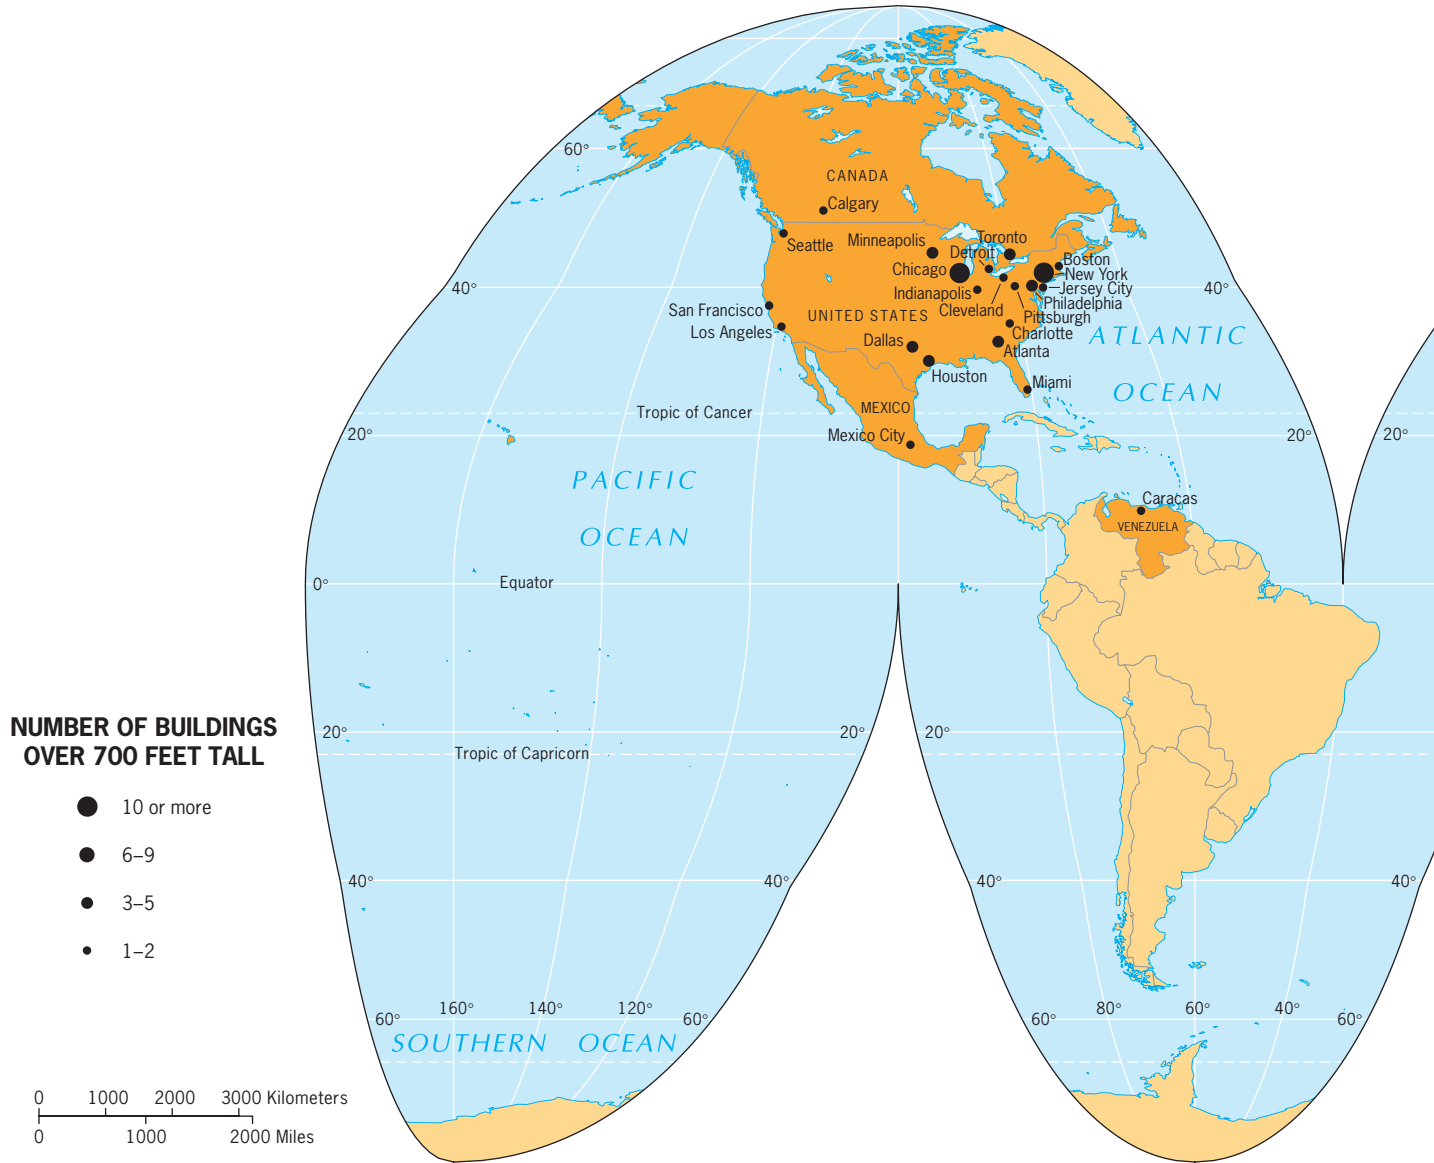 60°
CANADA
Calgary
Seattle
Minneapolis
Toronto
Detroit
Boston
Chicago
New York
40°
40°
Jersey City
Indianapolis
Philadelphia
Cleveland
San Francisco
UNITED STATES
Pittsburgh
Los Angeles
Charlotte
ATLANTIC
Dallas
Atlanta
Houston
Miami
OCEAN
Tropic of Cancer
MEXICO
20°
Mexico City
20°
20°
PACIFIC
Caracas
VENEZUELA
OCEAN
0°
Equator
NUMBER OF BUILDINGS
OVER 700 FEET TALL
20°
20°
20°
Tropic of Capricorn
10 or more
6–9
40°
40°
40°
40°
3–5
1–2
160°
140°
120°
80°
60°
40°
60°
60°
60°
60°
SOUTHERN OCEAN
0 1000 2000 3000 Kilometers
0 1000 2000 Miles